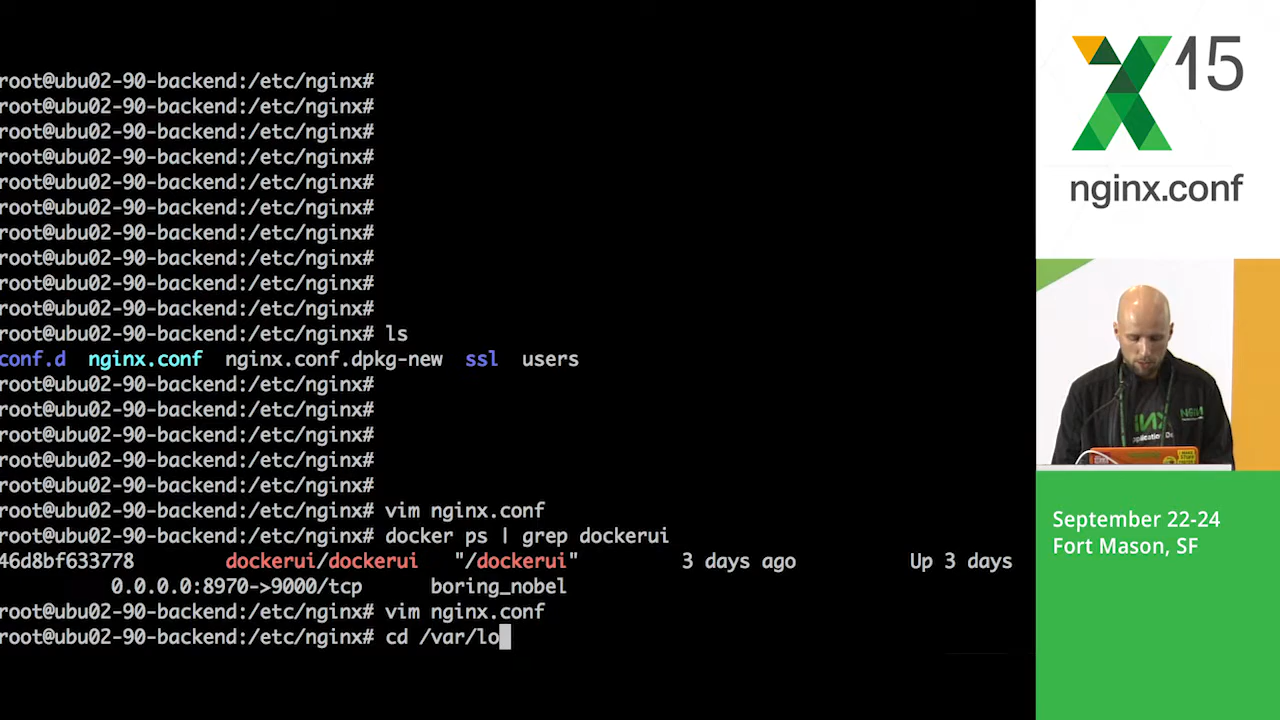 root@ubu02-90-backend:/etc/nginx#
root@ubu02-90-backend:/etc/nginx#
root@ubu02-90-backend:/etc/nginx#
root@ubu02-90-backend:/etc/nginx#
root@ubu02-90-backend:/etc/nginx#
root@ubu02-90-backend:/etc/nginx#
root@ubu02-90-backend:/etc/nginx#
root@ubu02-90-backend:/etc/nginx#
root@ubu02-90-backend:/etc/nginx#
root@ubu02-90-backend:/etc/nginx#
root@ubu02-90-backend:/etc/nginx# ls
conf.d nginx.conf nginx.conf.dpkg-new ssl users
root@ubu02-90-backend:/etc/nginx#
root@ubu02-90-backend:/etc/nginx#
root@ubu02-90-backend:/etc/nginx#
root@ubu02-90-backend:/etc/nginx#
root@ubu02-90-backend:/etc/nginx#
root@ubu02-90-backend:/etc/nginx# vim nginx.conf
root@ubu02-90-backend:/etc/nginx# docker ps | grep dockerui
46d8bf633778 dockerui/dockerui "/dockerui" 3 days ago Up 3 days
0.0.0.0:8970->9000/tcp boring_nobel
root@ubu02-90-backend:/etc/nginx# vim nginx.conf
root@ubu02-90-backend:/etc/nginx# cd /var/lo
15
nginx.conf
September 22-24
Fort Mason, SF